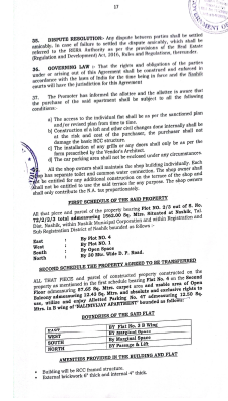 17
35. DISPUTE RESOLUTION:- Any dispute between parties shall be settled
amicably. In case of failure to settled the dispute amicably, which shall be
referred to the RERA Authority as per the provisions of the Real Estate
(Regulation and Development) Act, 2016, Rules and Regulations, thereunder.
36. GOVERNING LAW :- That the rights and obligations of the parties
under or arising out of this Agreement shall be construed and enforced in
accordance with the laws of India for the time being in force and the Nashik
courts will have the jurisdiction for this Agreement
37. The Promoter has informed the allottee and the allottee is aware that
the purchase of the said apartment shall be subject to all the following
conditions:-
a) The access to the individual shall be as per the sanctioned plan
and/or revised plan from time to time.
b) Construction of a loft and other civil changes done internally shall be
at the risk and cost of the purchaser, the purchaser shall not
damage the basic RCC structure.
c) The installation of any grills or any doors shall only be as per the
form prescribed by the Vendor's Architect.
d) The car parking area shall not be enclosed under any circumstances.
All the shop owners shall maintain the shop building individually. Each
shop has separate toilet and common water connection. The shop owners shall
not be entitled for any additional construction on the terrace of the shop and
shall not be entitled to use the said terrace for any purpose. The shop owners
shall only contribute the N.A. tax proportionately.
FIRST SCHEDULE OF THE SAID PROPERTY
All that piece and parcel of the property bearing Plot No. 2/3 out of S. No.
total admeasuring 1562.00 Sq. Mtrs. Situated at Nashik, Tal.
Dist. Nashik, within Nashik Municipal Corporation and within Registration and
Sub Registration District of Nashik bounded as follows :-
East : By PLOT NO. 4
West : By PLOT NO. 1
South : By Open Space
North : By 30 Mtr. Wide D. P. Road.
SECOND SCHEDULE THE PROPERTY AGREED TO BE TRANSFERRED
ALL THAT PIECE and parcel of constructed property constructed on the
property as mentioned in the first schedule bearing Flat No. 4 on the Second
Floor admeasuring 57.65 Sq. Mtrs. carpet area and usable area of Open
Balcony admeasuring 12.42 Sq. Mtrs. and absolute and exclusive rights to
use, utilize and enjoy Allotted Parking No. 47 admeasuring 12.50 Sq.
APARTMENT" bounded as follows:-
BOUNDARIES OF THE SAID FLAT
EAST BY Flat No. 3 B Wing
WEST BY Marginal Space
SOUTH BY Marginal Space
NORTH BY Passage & Lift
AMENITIES PROVIDED IN THE BUILDING AND FLAT
• Building will be RCC framed structure.
• External brickwork 6" thick and internal 4" thick.